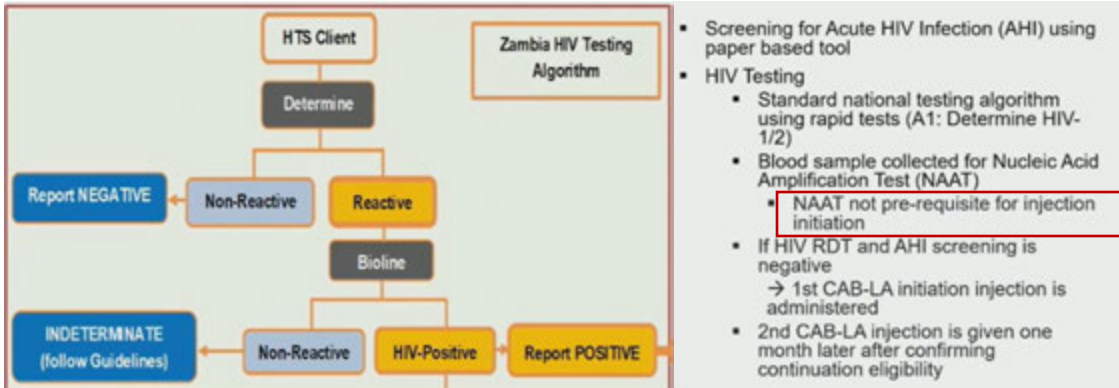 HTS Client
Zambia HIV Testing
Algorithm
Determine
Report NEGATIVE
Non-Reactive
Reactive
Bioline
INDETERMINATE
(follow Guidelines)
Non-Reactive
HIV-Positive
Report POSITIVE
▪ Screening for Acute HIV Infection (AHI) using
paper based tool
▪ HIV Testing
▪ Standard national testing algorithm
using rapid tests (A1: Determine HIV-
1/2)
▪ Blood sample collected for Nucleic Acid
Amplification Test (NAAT)
▪ NAAT not pre-requisite for injection
initiation
▪ If HIV RDT and AHI screening is
negative
→ 1st CAB-LA initiation injection is
administered
▪ 2nd CAB-LA injection is given one
month later after confirming
continuation eligibility